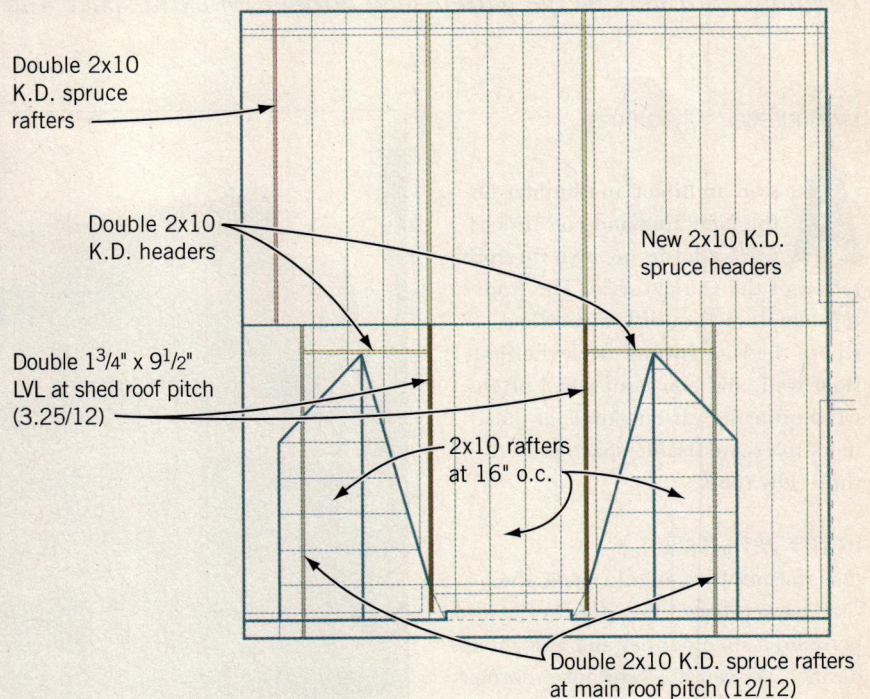 Double 2x10
K.D. spruce
rafters
Double 2x10
K.D. headers
New 2x10 K.D.
spruce headers
Double 1¾" x 9½"
LVL at shed roof pitch
(3.25/12)
2x10 rafters
at 16" o.c.
Double 2x10 K.D. spruce rafters
at main roof pitch (12/12)